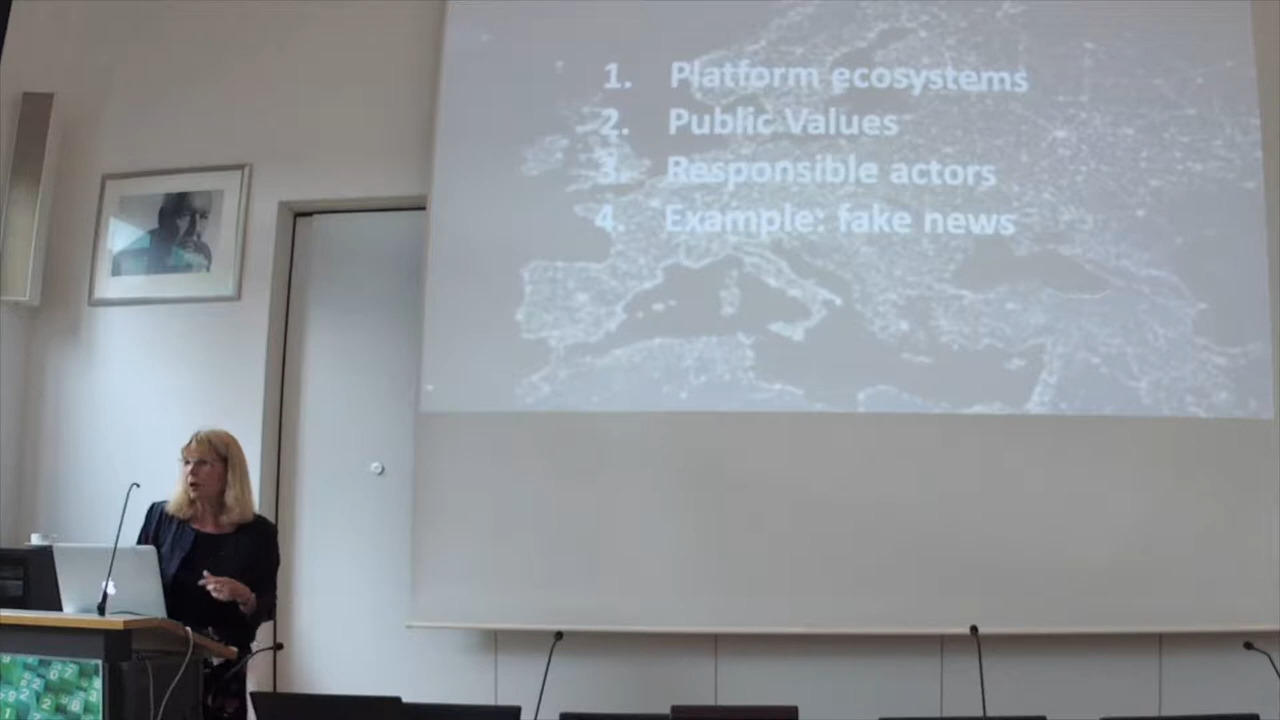 1. Platform ecosystems
2. Public Values
3. Responsible actors
4. Example: fake news